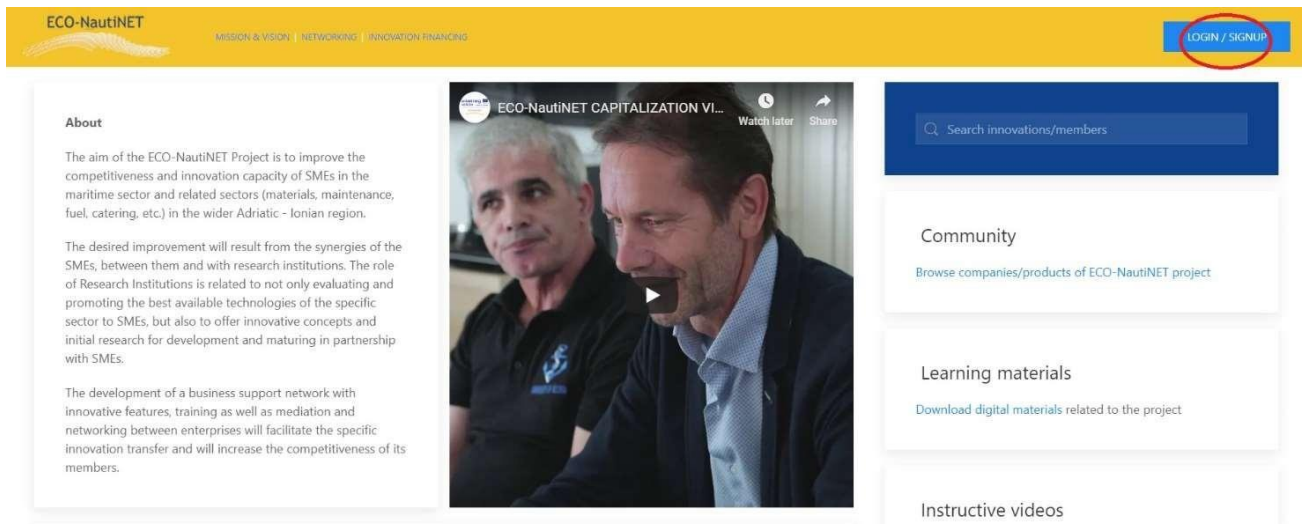 ECO-NautiNET
MISSION & VISION | NETWORKING | INNOVATION FINANCING
LOGIN / SIGNUP
About
The aim of the ECO-NautiNET Project is to improve the
competitiveness and innovation capacity of SMEs in the
maritime sector and related sectors (materials, maintenance,
fuel, catering, etc.) in the wider Adriatic - Ionian region.
The desired improvement will result from the synergies of the
SMEs, between them and with research institutions. The role
of Research Institutions is related to not only evaluating and
promoting the best available technologies of the specific
sector to SMEs, but also to offer innovative concepts and
initial research for development and maturing in partnership
with SMEs.
The development of a business support network with
innovative features, training as well as mediation and
networking between enterprises will facilitate the specific
innovation transfer and will increase the competitiveness of its
members.
ECO-NautiNET CAPITALIZATION VI...
Watch later
Share
Search innovations/members
Community
Browse companies/products of ECO-NautiNET project
Learning materials
Download digital materials related to the project
Instructive videos